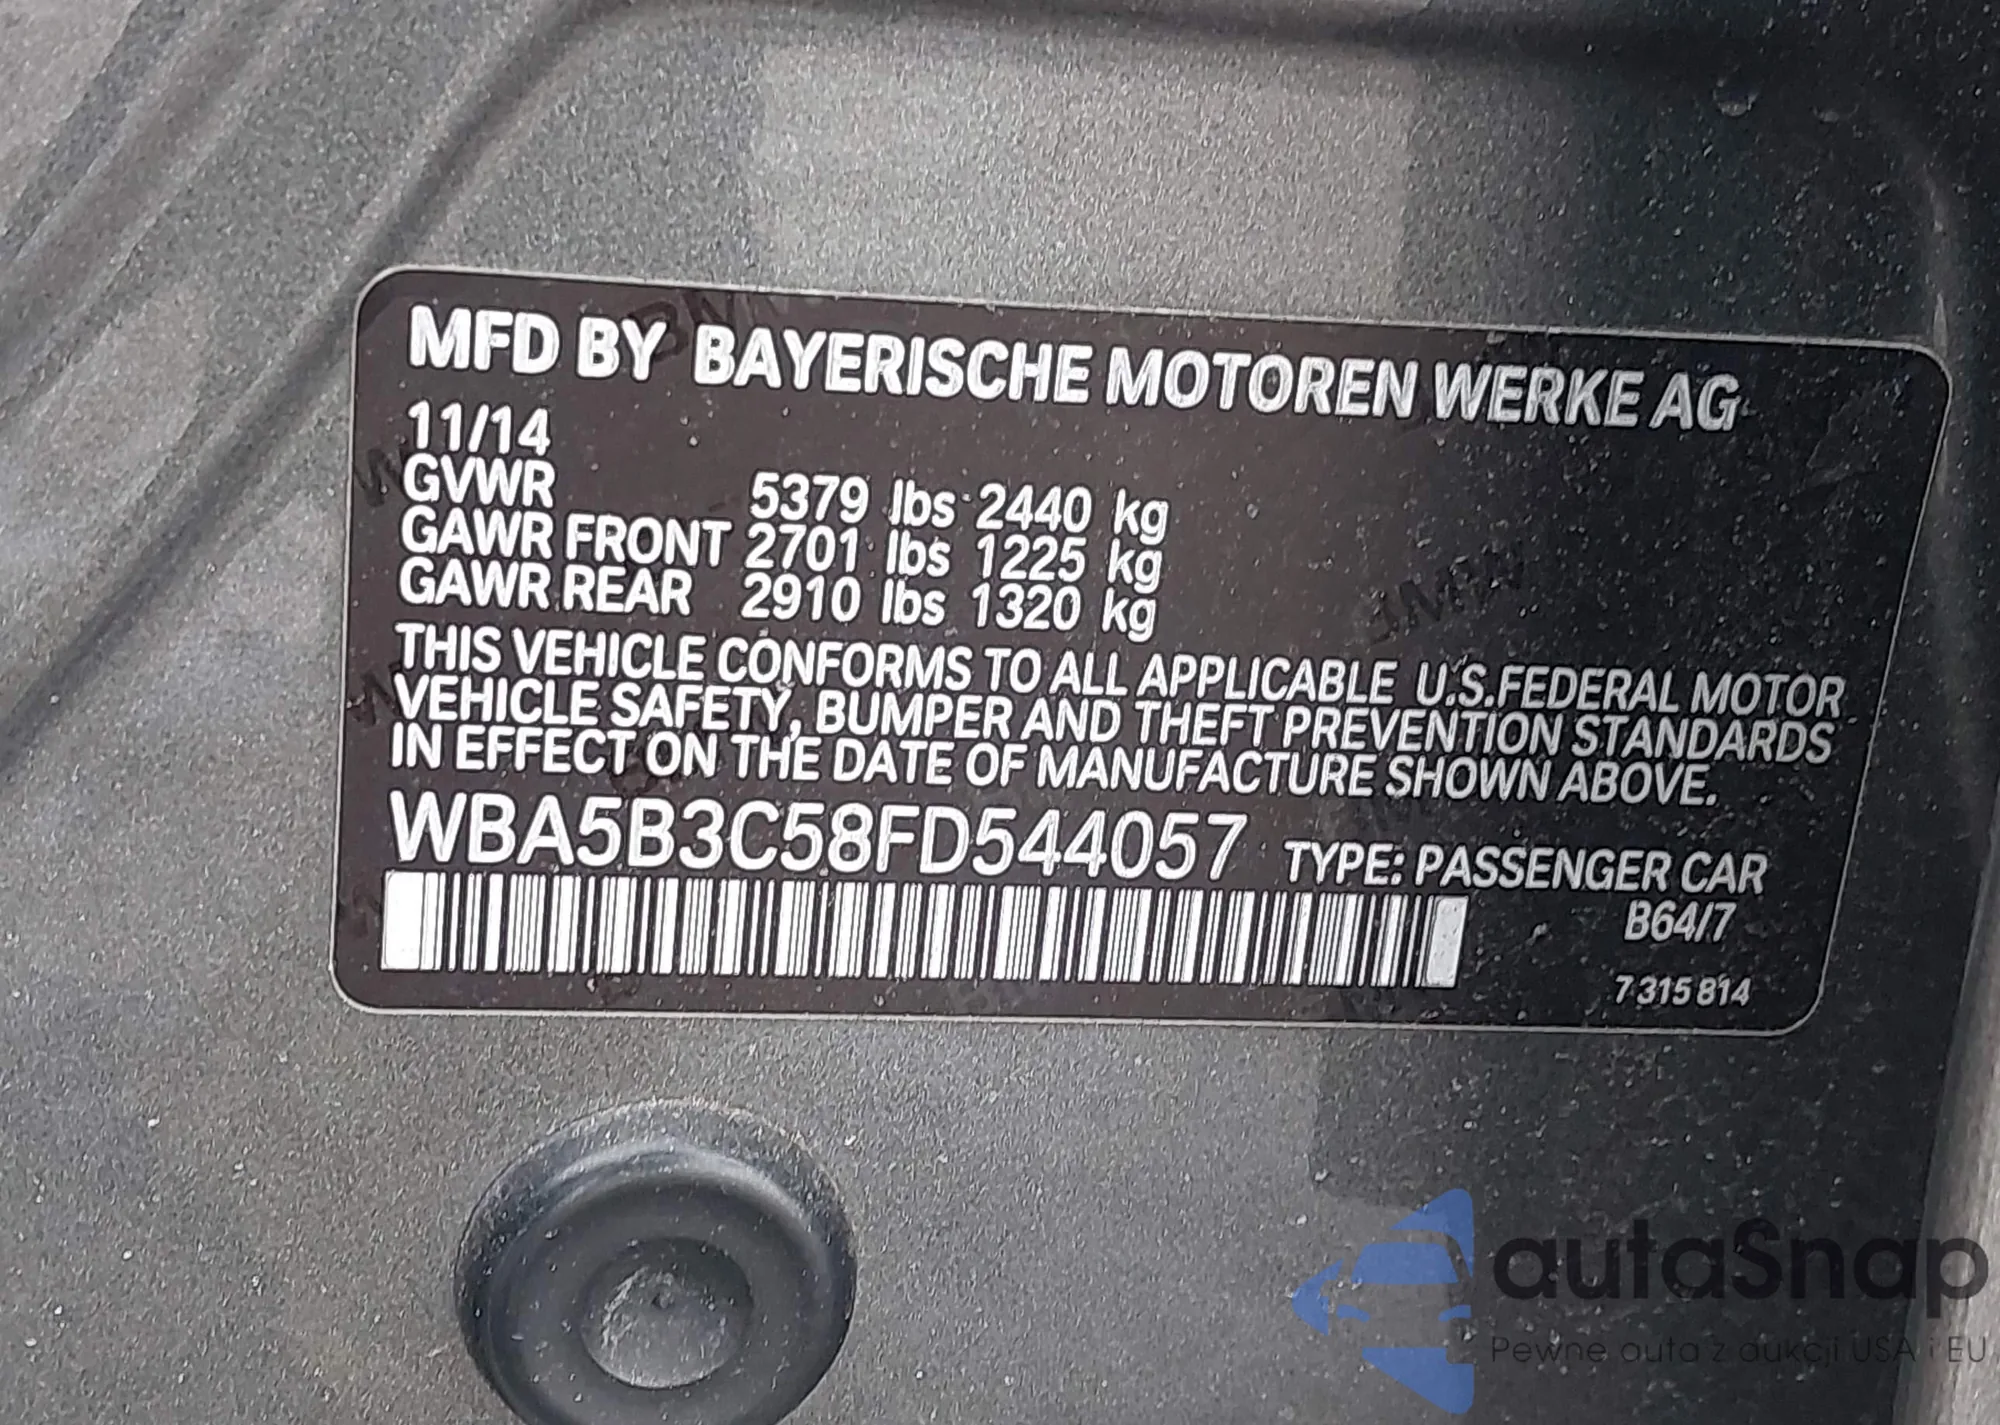 MFD BY BAYERISCHE MOTOREN WERKE AG
11/14
GVWR 5379 lbs 2440 kg
GAWR FRONT 2701 lbs 1225 kg
GAWR REAR 2910 lbs 1320 kg
THIS VEHICLE CONFORMS TO ALL APPLICABLE U.S.FEDERAL MOTOR
VEHICLE SAFETY, BUMPER AND THEFT PREVENTION STANDARDS
IN EFFECT ON THE DATE OF MANUFACTURE SHOWN ABOVE.
WBA5B3C58FD544057 TYPE: PASSENGER CAR
B64/7
7 315 814
autaSnap
Pewne auta z aukcji USA i EU